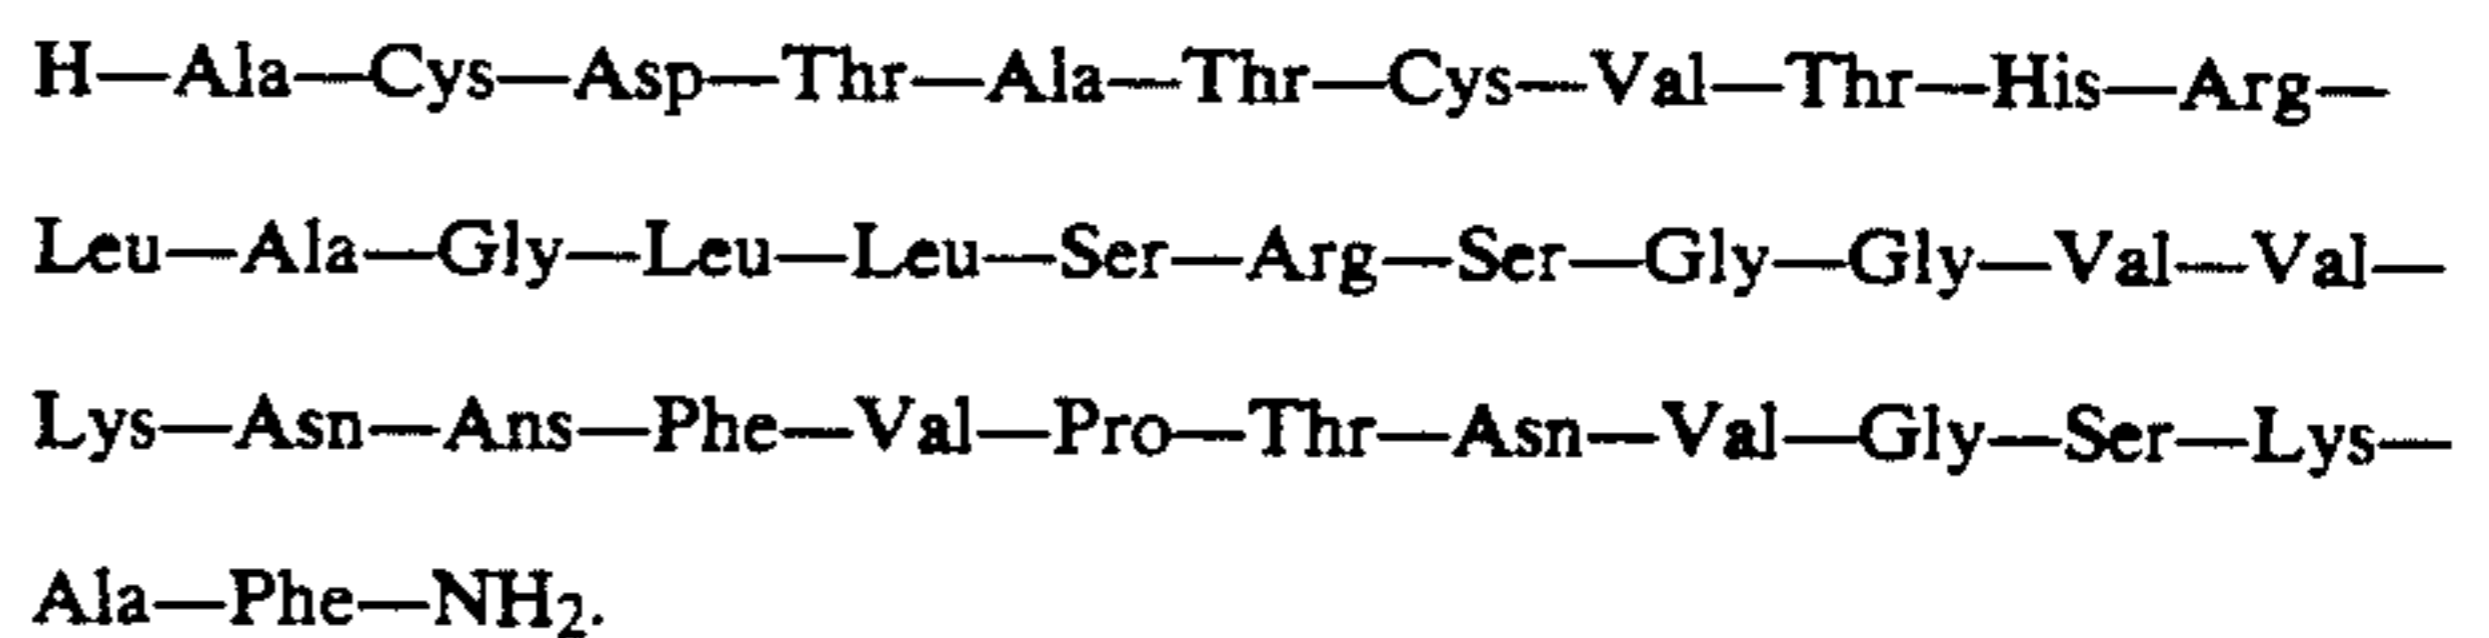 H—Ala—Cys—Asp—Thr—Ala—Thr—Cys—Val—Thr—His—Arg—
Leu—Ala—Gly—Leu—Leu—Ser—Arg—Ser—Gly—Gly—Val—Val—
Lys—Asn—Ans—Phe—Val—Pro—Thr—Asn—Val—Gly—Ser—Lys—
Ala—Phe—NH₂.